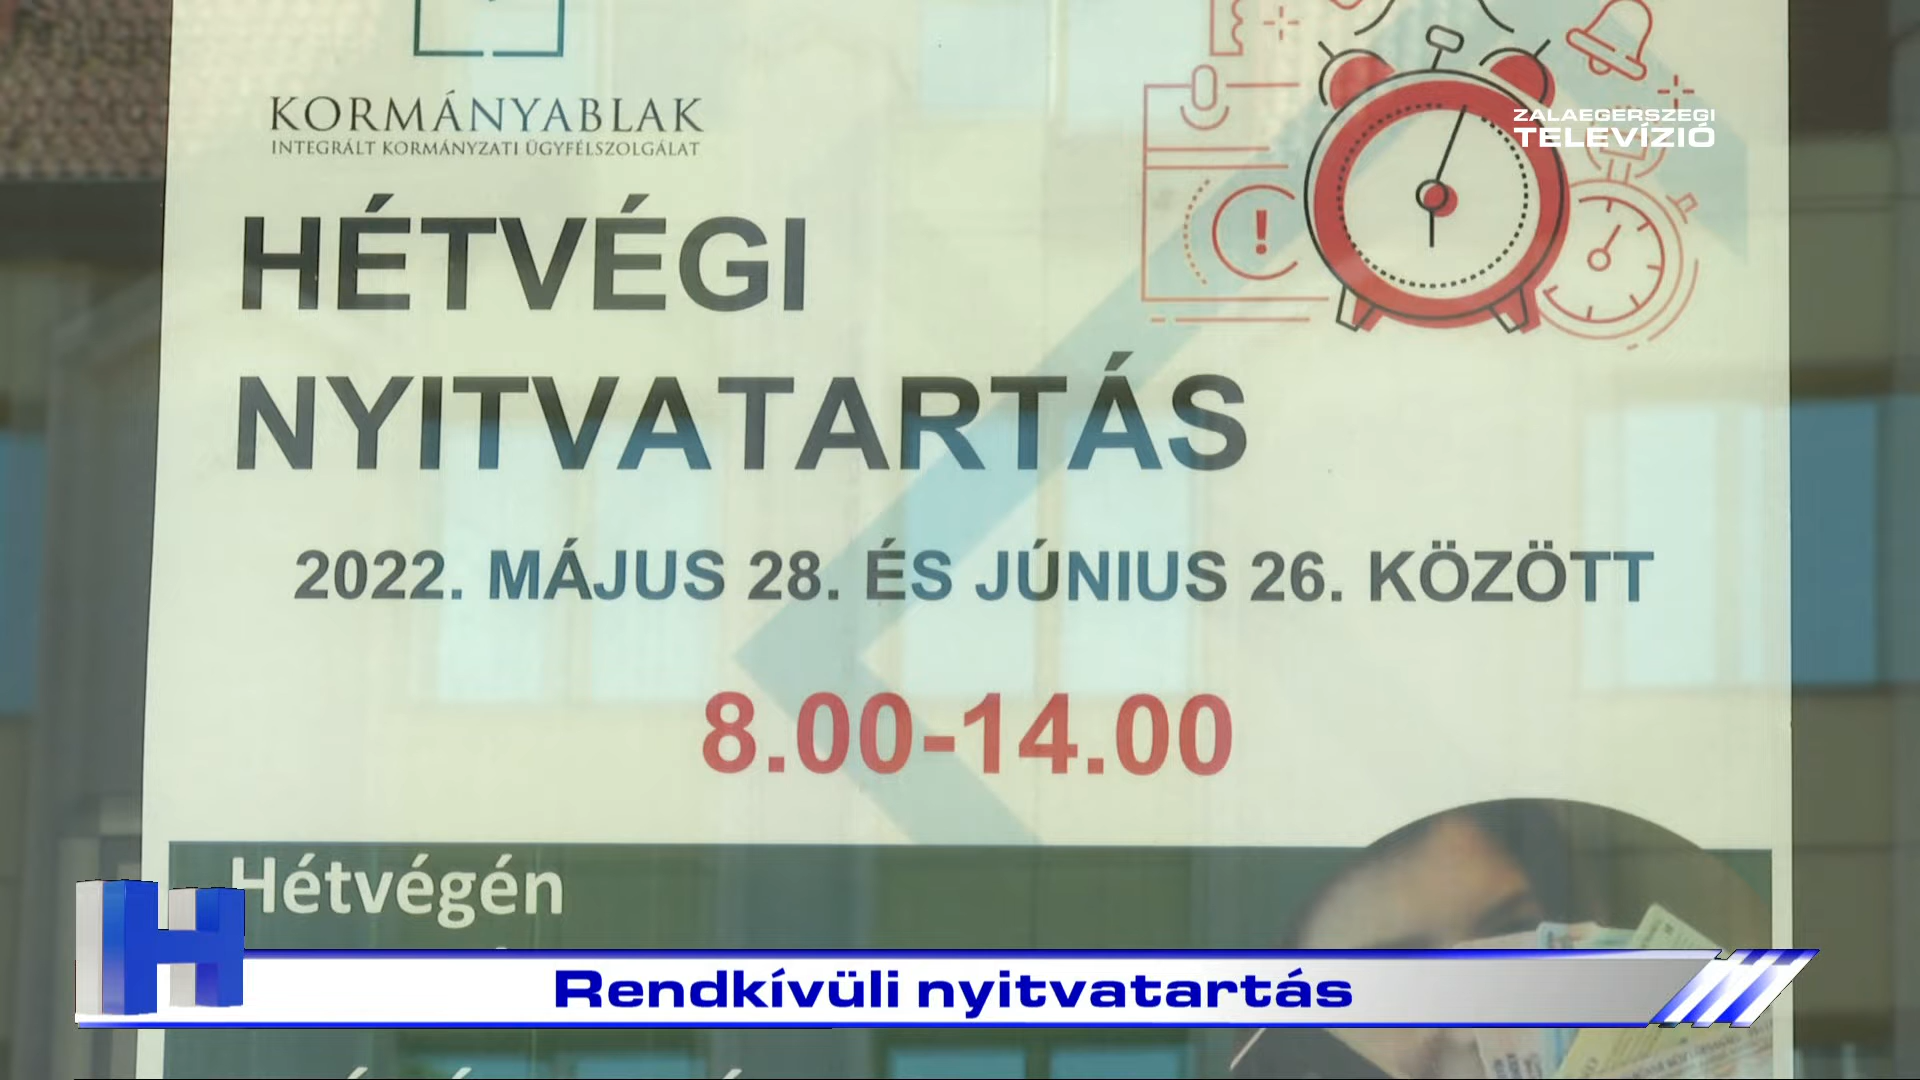 KORMÁNYABLAK
INTEGRÁLT KORMÁNYZATI ÜGYFÉLSZOLGÁLAT
ZALAEGERSZEGI
TELEVÍZIÓ
HÉTVÉGI
NYITVATARTÁS
2022. MÁJUS 28. ÉS JÚNIUS 26. KÖZÖTT
8.00-14.00
Hétvégén
H
Rendkívüli nyitvatartás